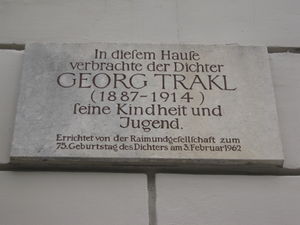 In diesem Hause
verbrachte der Dichter
GEORG TRAKL
(1887-1914)
seine Kindheit und
Jugend.
Errichtet von der Raimundgesellschaft zum
75. Geburtstag des Dichters am 3. Februar 1962